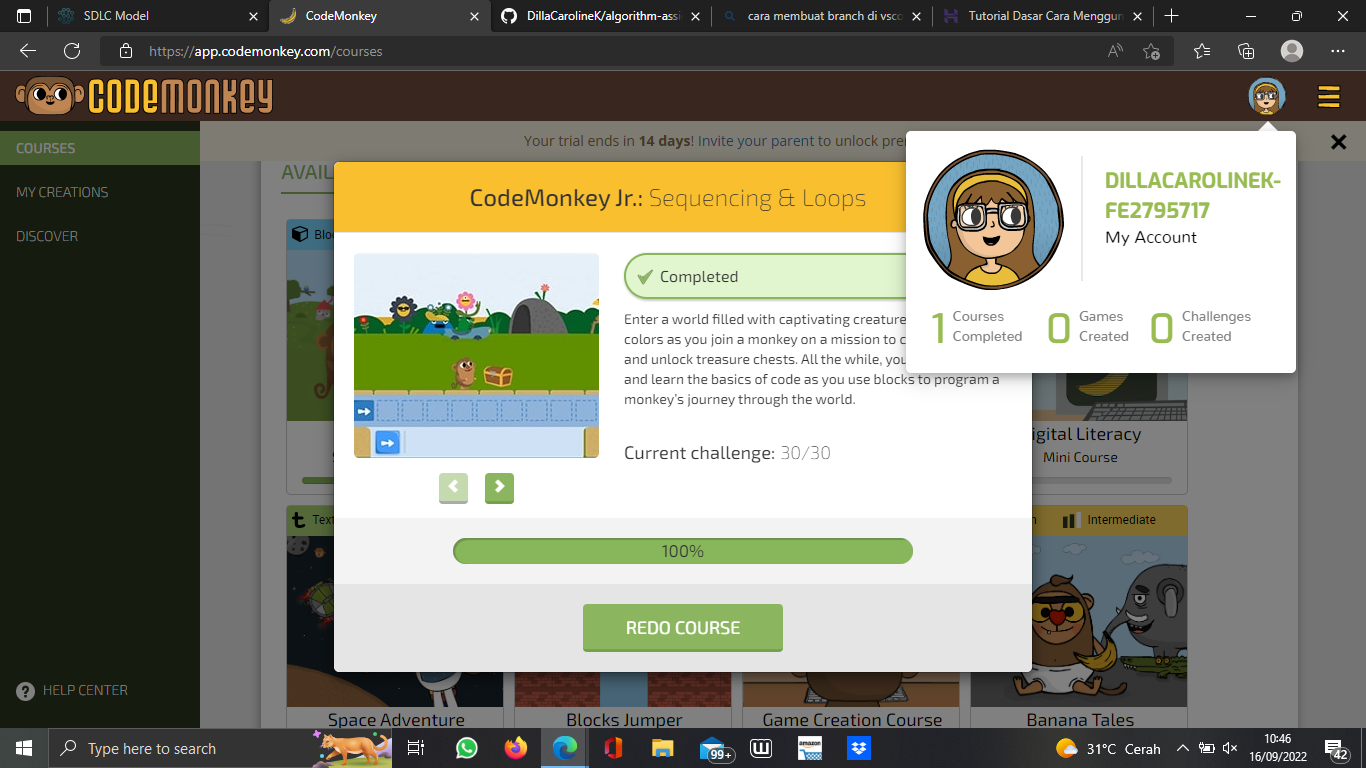 SDLC Model
CodeMonkey
DillaCarolineK/algorithm-assi
cara membuat branch di vsco
Tutorial Dasar Cara Menggun
https://app.codemonkey.com/courses
CODEMONKEY
COURSES
MY CREATIONS
DISCOVER
HELP CENTER
Your trial ends in 14 days! Invite your parent to unlock pre
DILLACAROLINEK-
FE2795717
My Account
1 Courses Completed
0 Games Created
0 Challenges Created
AVAIL
Blo
CodeMonkey Jr.: Sequencing & Loops
Completed
Enter a world filled with captivating creature
colors as you join a monkey on a mission to c
and unlock treasure chests. All the while, you
and learn the basics of code as you use blocks to program a
monkey's journey through the world.
Current challenge: 30/30
100%
REDO COURSE
igital Literacy
Mini Course
Text
Intermediate
Space Adventure
Blocks Jumper
Game Creation Course
Banana Tales
Type here to search
99+
amazon
31°C Cerah
10:46
16/09/2022
42